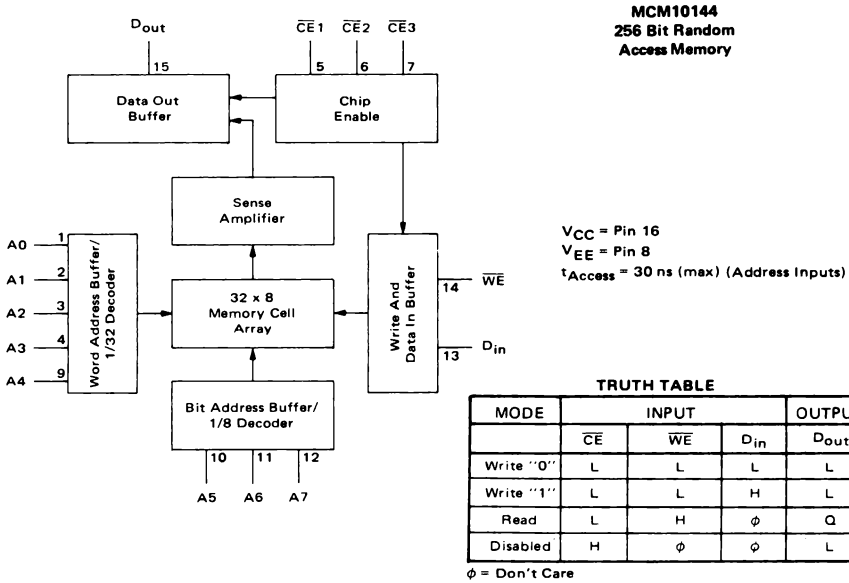 MCM10144
256 Bit Random
Access Memory
Dout
CE1 CE2 CE3
15
5 6 7
Data Out
Buffer
Chip
Enable
Sense
Amplifier
A0 1
A1 2
A2 3
A3 4
A4 9
Word Address Buffer/
1/32 Decoder
32 x 8
Memory Cell
Array
Write And
Data In Buffer
14 WE
13 Din
Bit Address Buffer/
1/8 Decoder
10 11 12
A5 A6 A7
VCC = Pin 16
VEE = Pin 8
tAccess = 30 ns (max) (Address Inputs)
TRUTH TABLE
MODE INPUT OUTPU
CE WE Din Dout
Write "0" L L L L
Write "1" L L H L
Read L H φ Q
Disabled H φ φ L
φ = Don't Care